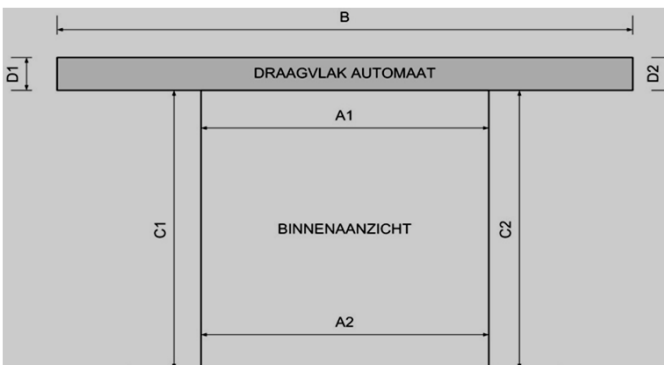 B
D1
DRAAGVLAK AUTOMAAT
D2
A1
C1
BINNENAANZICHT
C2
A2